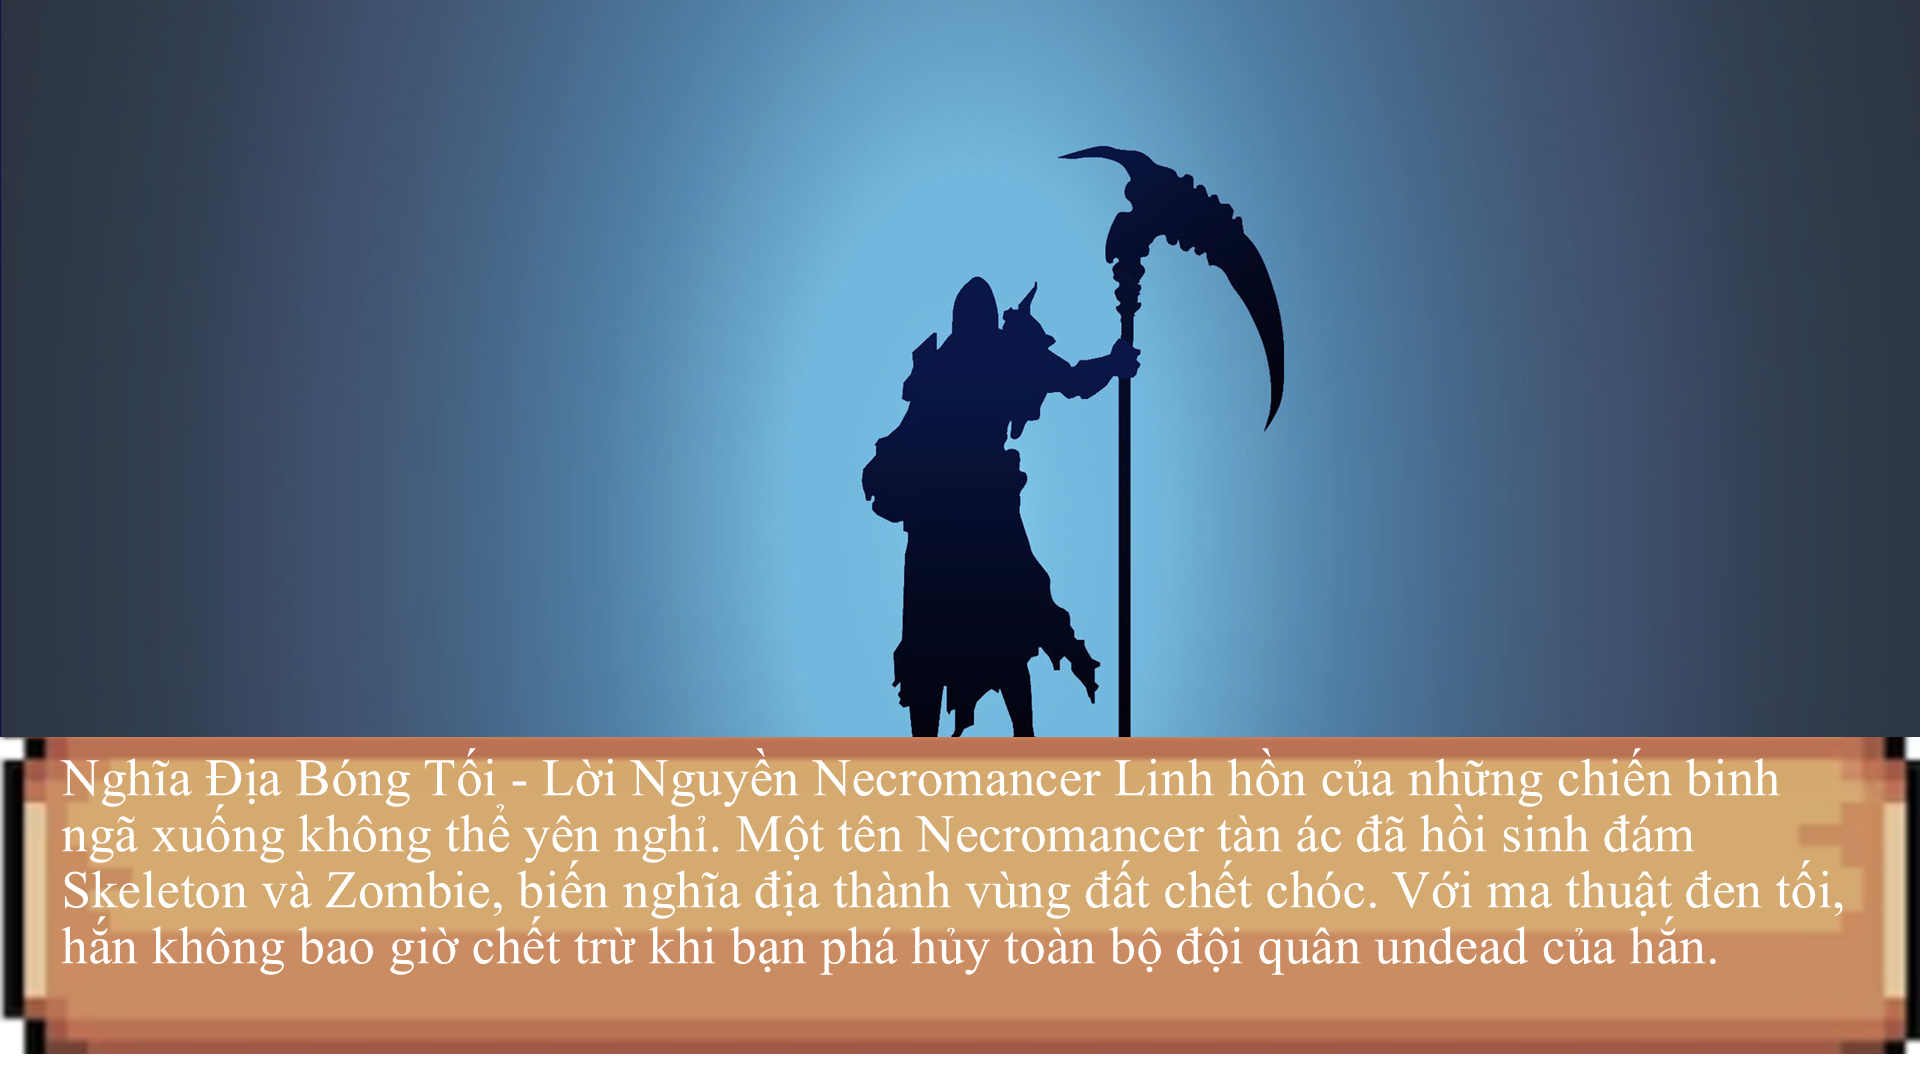 Nghĩa Địa Bóng Tối - Lời Nguyền Necromancer Linh hồn của những chiến binh
ngã xuống không thể yên nghỉ. Một tên Necromancer tàn ác đã hồi sinh đám
Skeleton và Zombie, biến nghĩa địa thành vùng đất chết chóc. Với ma thuật đen tối,
hắn không bao giờ chết trừ khi bạn phá hủy toàn bộ đội quân undead của hắn.